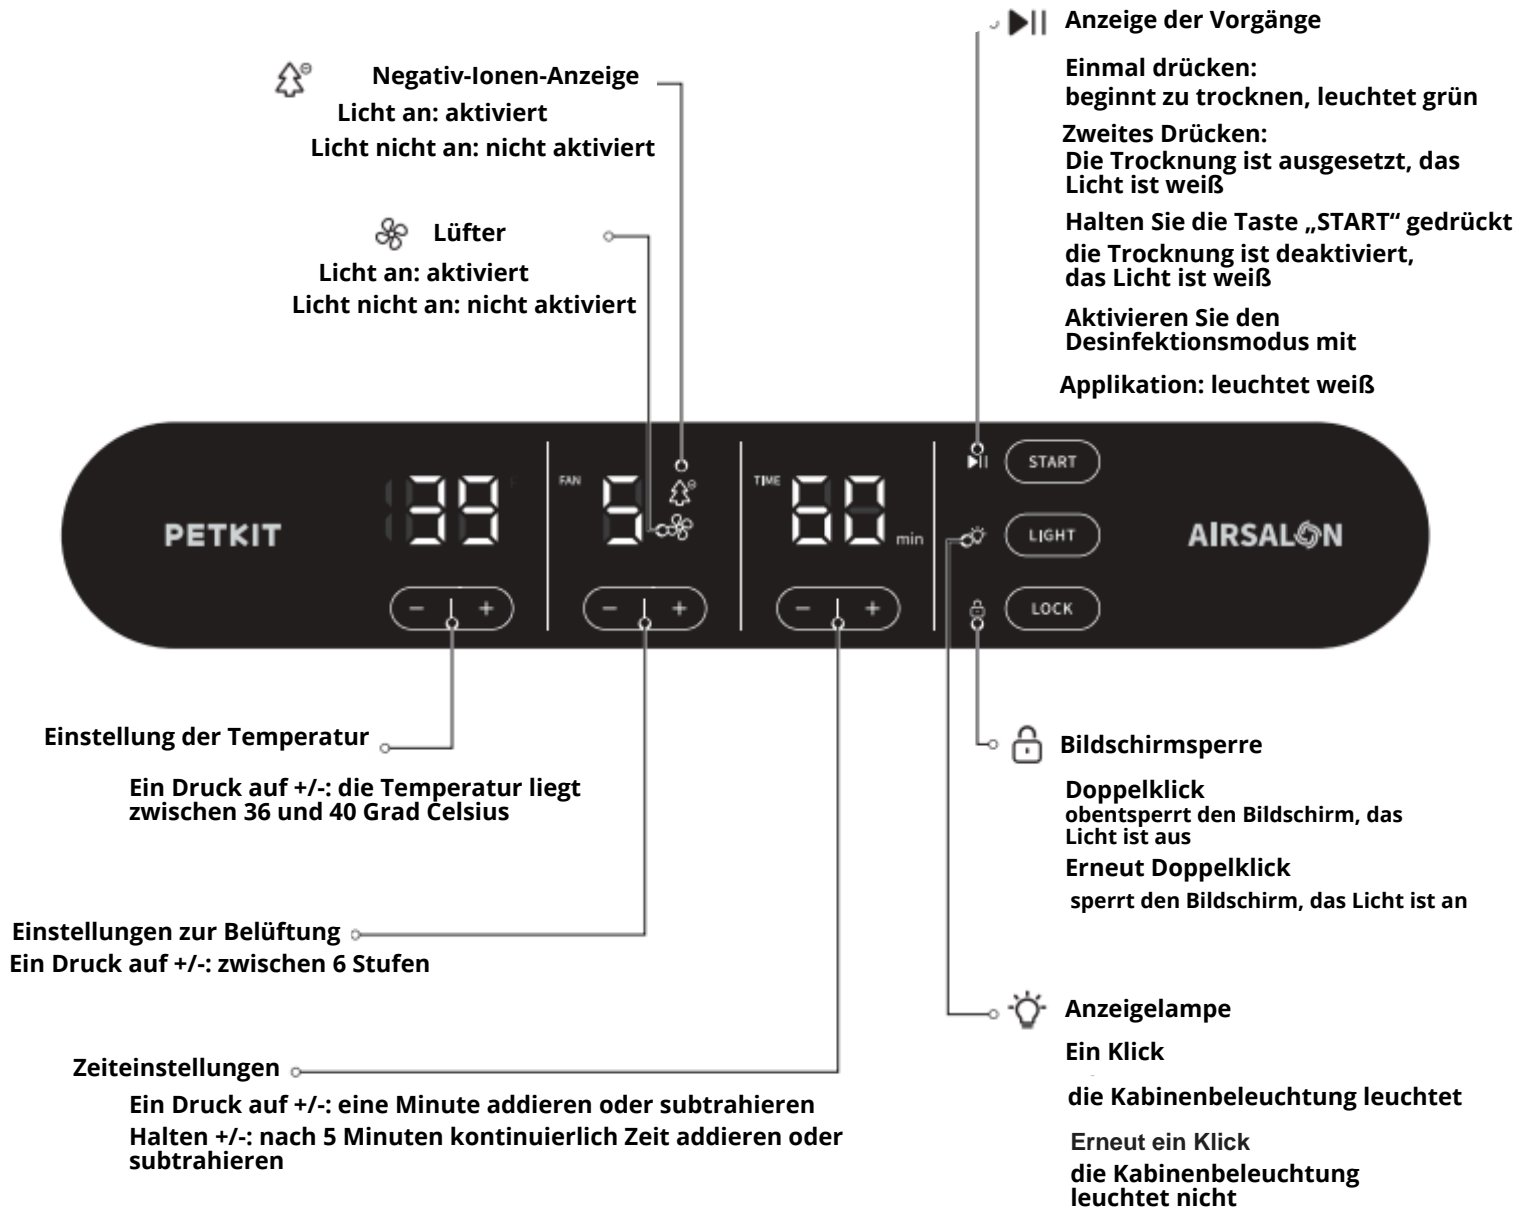 Anzeige der Vorgänge
Einmal drücken:
beginnt zu trocknen, leuchtet grün
Zweites Drücken:
Die Trocknung ist ausgesetzt, das
Licht ist weiß
Halten Sie die Taste „START“ gedrückt
die Trocknung ist deaktiviert,
das Licht ist weiß
Aktivieren Sie den
Desinfektionsmodus mit
Applikation: leuchtet weiß
Negativ-Ionen-Anzeige
Licht an: aktiviert
Licht nicht an: nicht aktiviert
Lüfter
Licht an: aktiviert
Licht nicht an: nicht aktiviert
PETKIT
39
FAN
5
TIME
60
min
START
LIGHT
LOCK
AIRSALON
- | +
- | +
- | +
Einstellung der Temperatur
Ein Druck auf +/-: die Temperatur liegt
zwischen 36 und 40 Grad Celsius
Einstellungen zur Belüftung
Ein Druck auf +/-: zwischen 6 Stufen
Zeiteinstellungen
Ein Druck auf +/-: eine Minute addieren oder subtrahieren
Halten +/-: nach 5 Minuten kontinuierlich Zeit addieren oder
subtrahieren
Bildschirmsperre
Doppelklick
obentsperrt den Bildschirm, das
Licht ist aus
Erneut Doppelklick
sperrt den Bildschirm, das Licht ist an
Anzeigelampe
Ein Klick
die Kabinenbeleuchtung leuchtet
Erneut ein Klick
die Kabinenbeleuchtung
leuchtet nicht